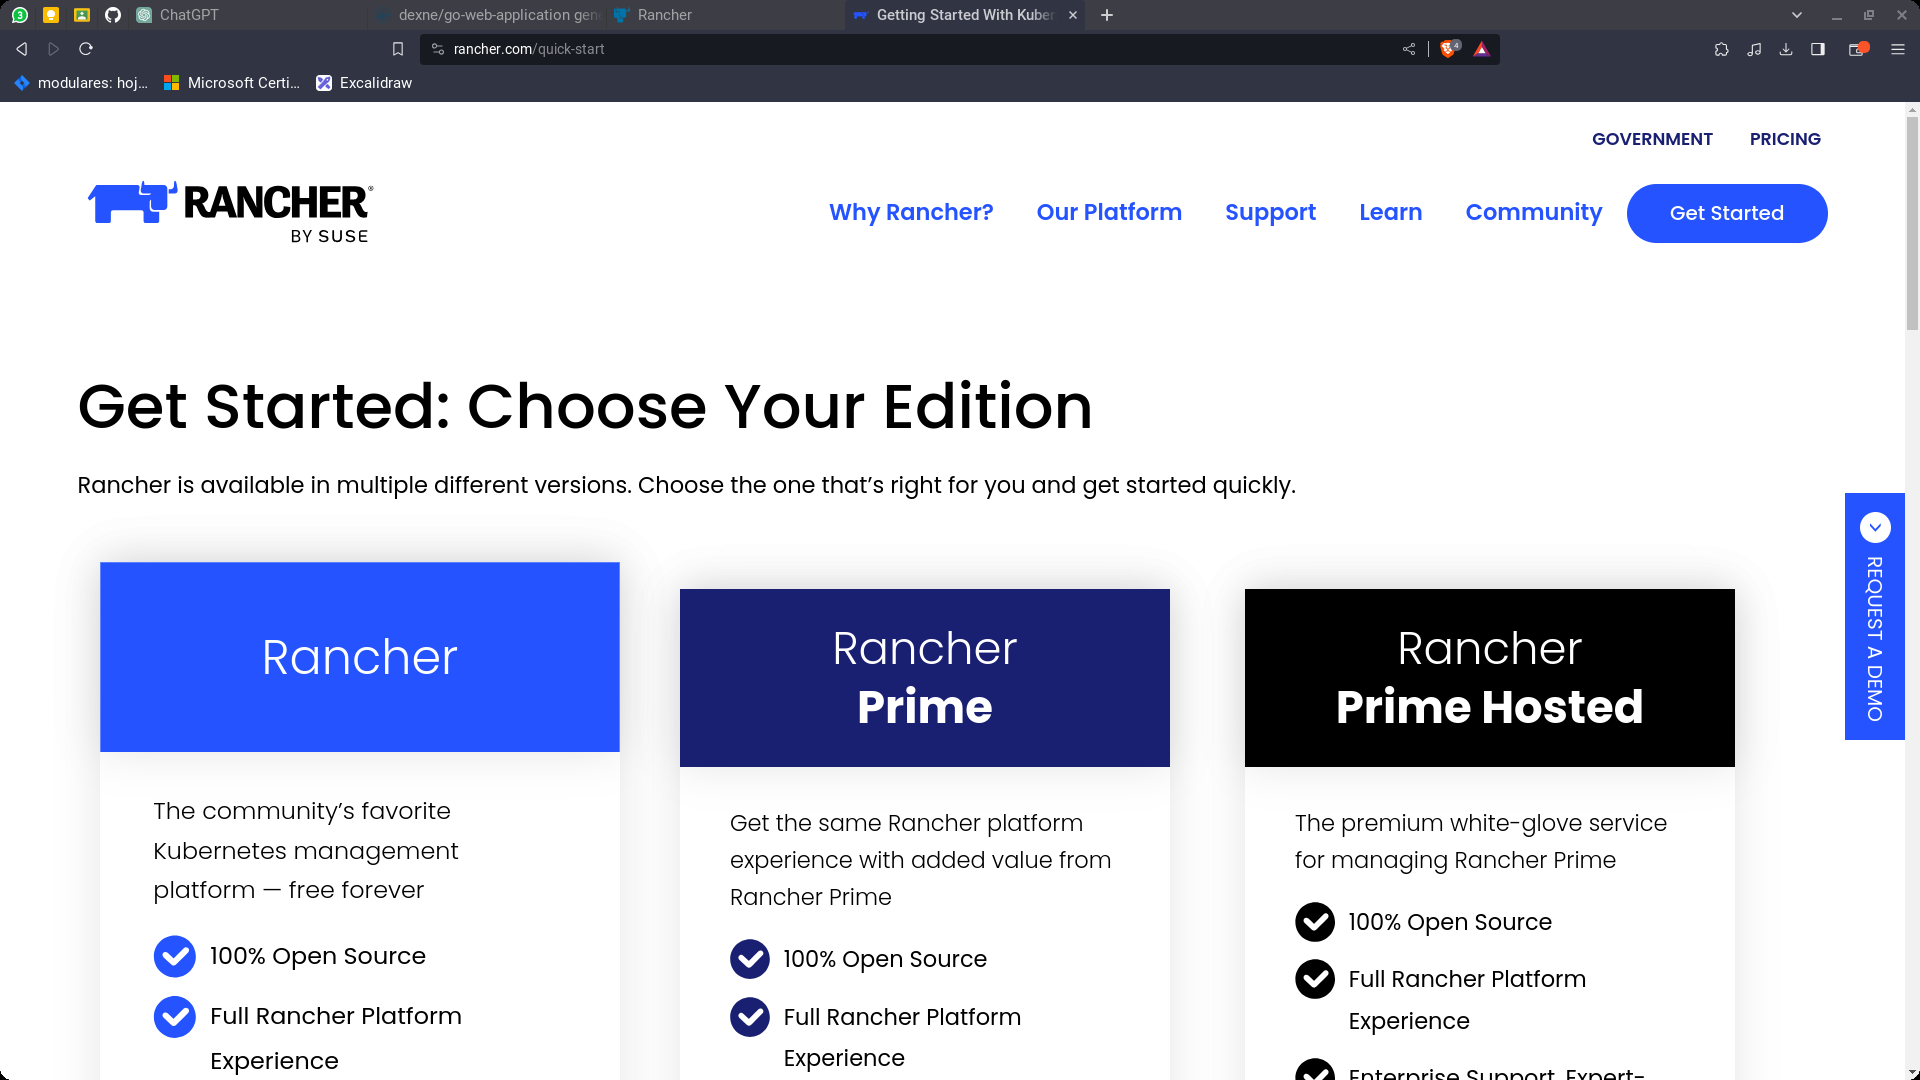 3
ChatGPT
dexne/go-web-application gene
Rancher
Getting Started With Kuber
rancher.com/quick-start
4
modulares: hoj...
Microsoft Certi...
Excalidraw
GOVERNMENT
PRICING
RANCHER®
BY SUSE
Why Rancher?
Our Platform
Support
Learn
Community
Get Started
Get Started: Choose Your Edition
Rancher is available in multiple different versions. Choose the one that's right for you and get started quickly.
REQUEST A DEMO
Rancher
The community's favorite
Kubernetes management
platform — free forever
100% Open Source
Full Rancher Platform
Experience
Rancher
Prime
Get the same Rancher platform
experience with added value from
Rancher Prime
100% Open Source
Full Rancher Platform
Experience
Rancher
Prime Hosted
The premium white-glove service
for managing Rancher Prime
100% Open Source
Full Rancher Platform
Experience
Enterprise Support, Expert-